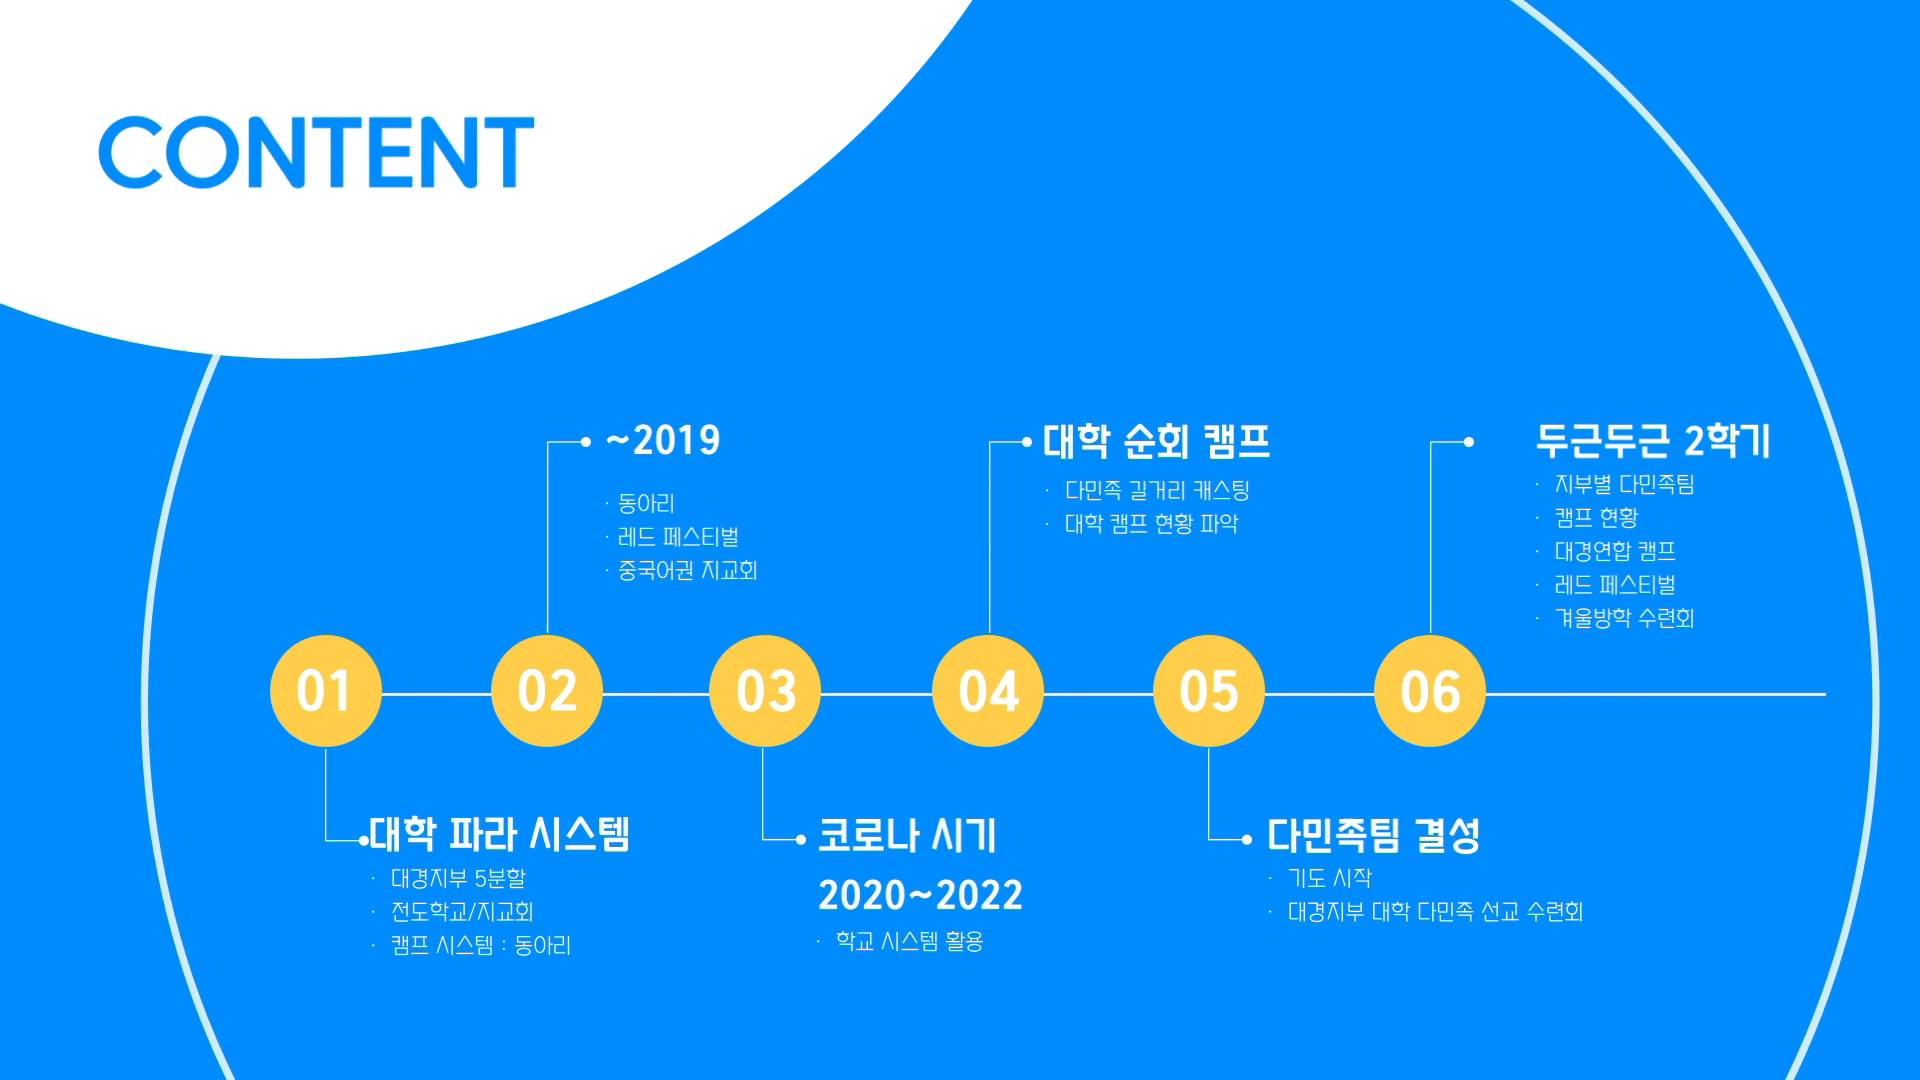 CONTENT
01
대학 파라 시스템
· 대경지부 5분할
· 전도학교/지교회
· 캠프 시스템 : 동아리
02
~2019
· 동아리
· 레드 페스티벌
· 중국어권 지교회
03
코로나 시기
2020~2022
· 학교 시스템 활용
04
대학 순회 캠프
· 다민족 길거리 캐스팅
· 대학 캠프 현황 파악
05
다민족팀 결성
· 기도 시작
· 대경지부 대학 다민족 선교 수련회
06
두근두근 2학기
· 지부별 다민족팀
· 캠프 현황
· 대경연합 캠프
· 레드 페스티벌
· 겨울방학 수련회